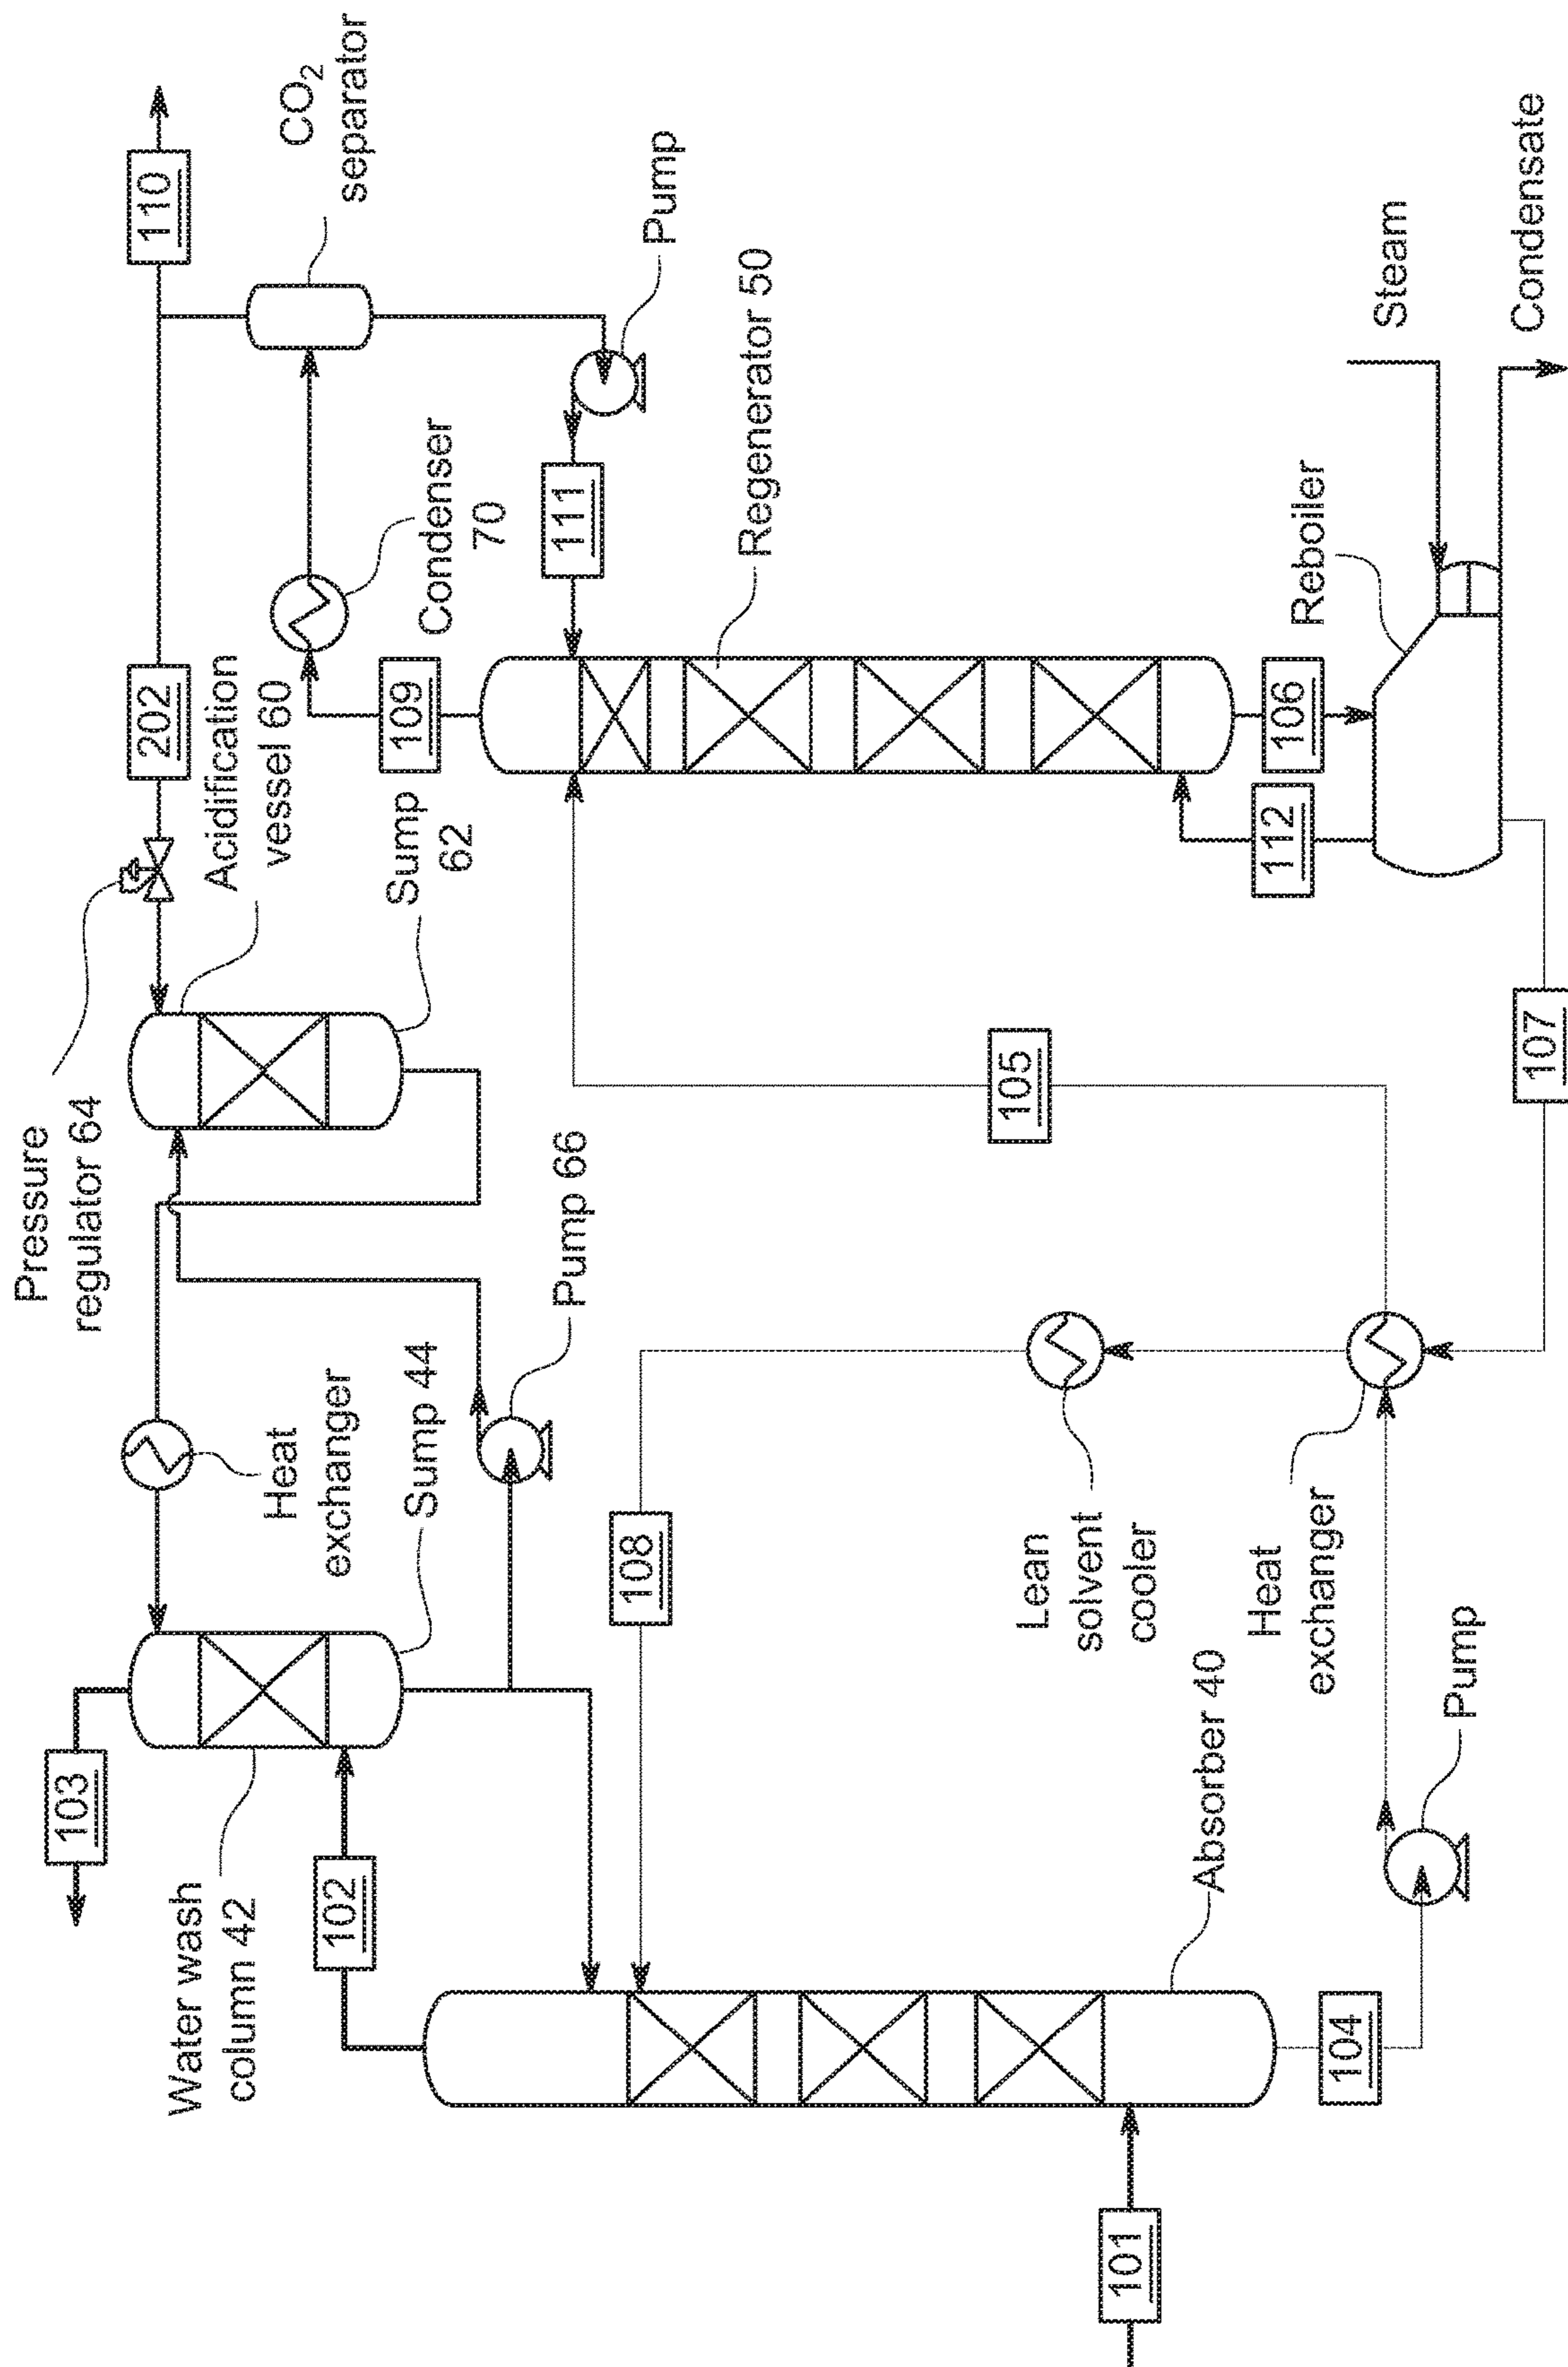 Pressure
regulator 64
103
Water wash
column 42
102
Heat
exchanger
Sump 44
Pump 66
202
Acidification
vessel 60
Sump
62
110
CO₂
separator
109
Condenser
70
Pump
111
Regenerator 50
108
105
Lean
solvent
cooler
Absorber 40
Heat
exchanger
101
104
Pump
107
112
106
Reboiler
Steam
Condensate